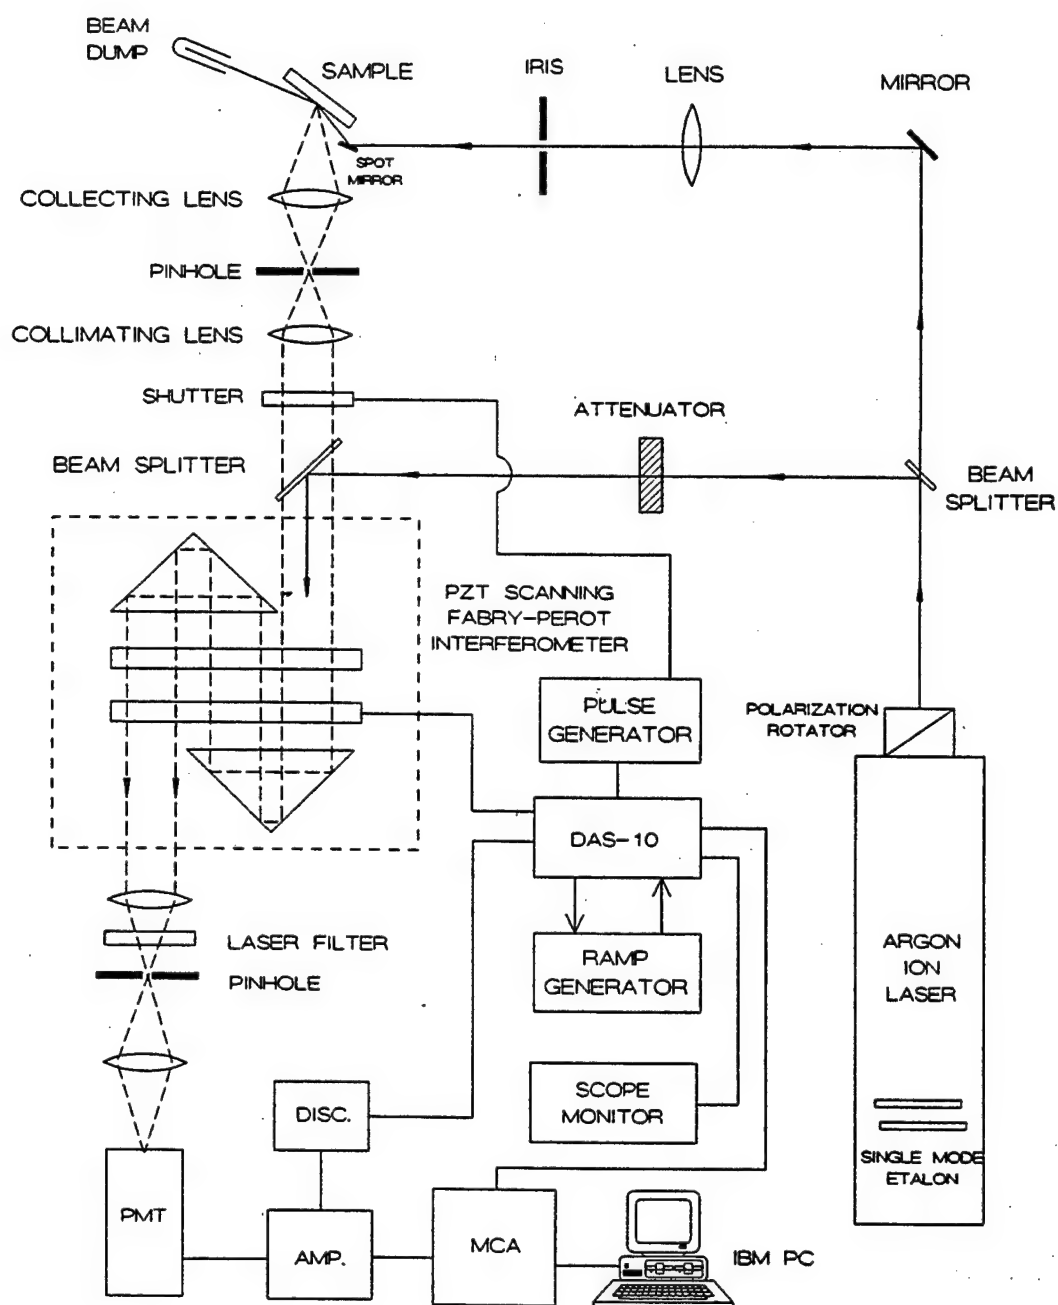 BEAM
DUMP
SAMPLE
IRIS
LENS
MIRROR
SPOT
MIRROR
COLLECTING LENS
PINHOLE
COLLIMATING LENS
SHUTTER
ATTENUATOR
BEAM SPLITTER
BEAM
SPLITTER
PZT SCANNING
FABRY-PEROT
INTERFEROMETER
PULSE
GENERATOR
POLARIZATION
ROTATOR
DAS-10
LASER FILTER
PINHOLE
RAMP
GENERATOR
ARGON
ION
LASER
SCOPE
MONITOR
DISC.
SINGLE MODE
ETALON
PMT
AMP.
MCA
IBM PC